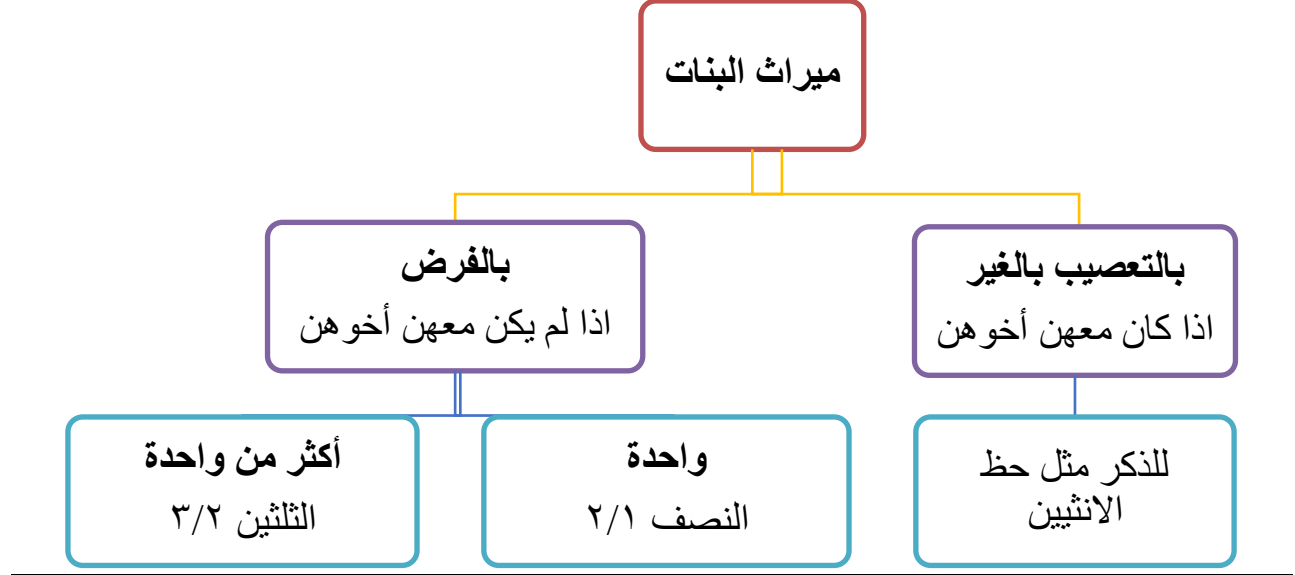 ميراث البنات
بالتعصيب بالغير
اذا كان معهن أخوهن
بالفرض
اذا لم يكن معهن أخوهن
للذكر مثل حظ
الانثيين
واحدة
النصف ٢/١
أكثر من واحدة
الثلثين ٣/٢